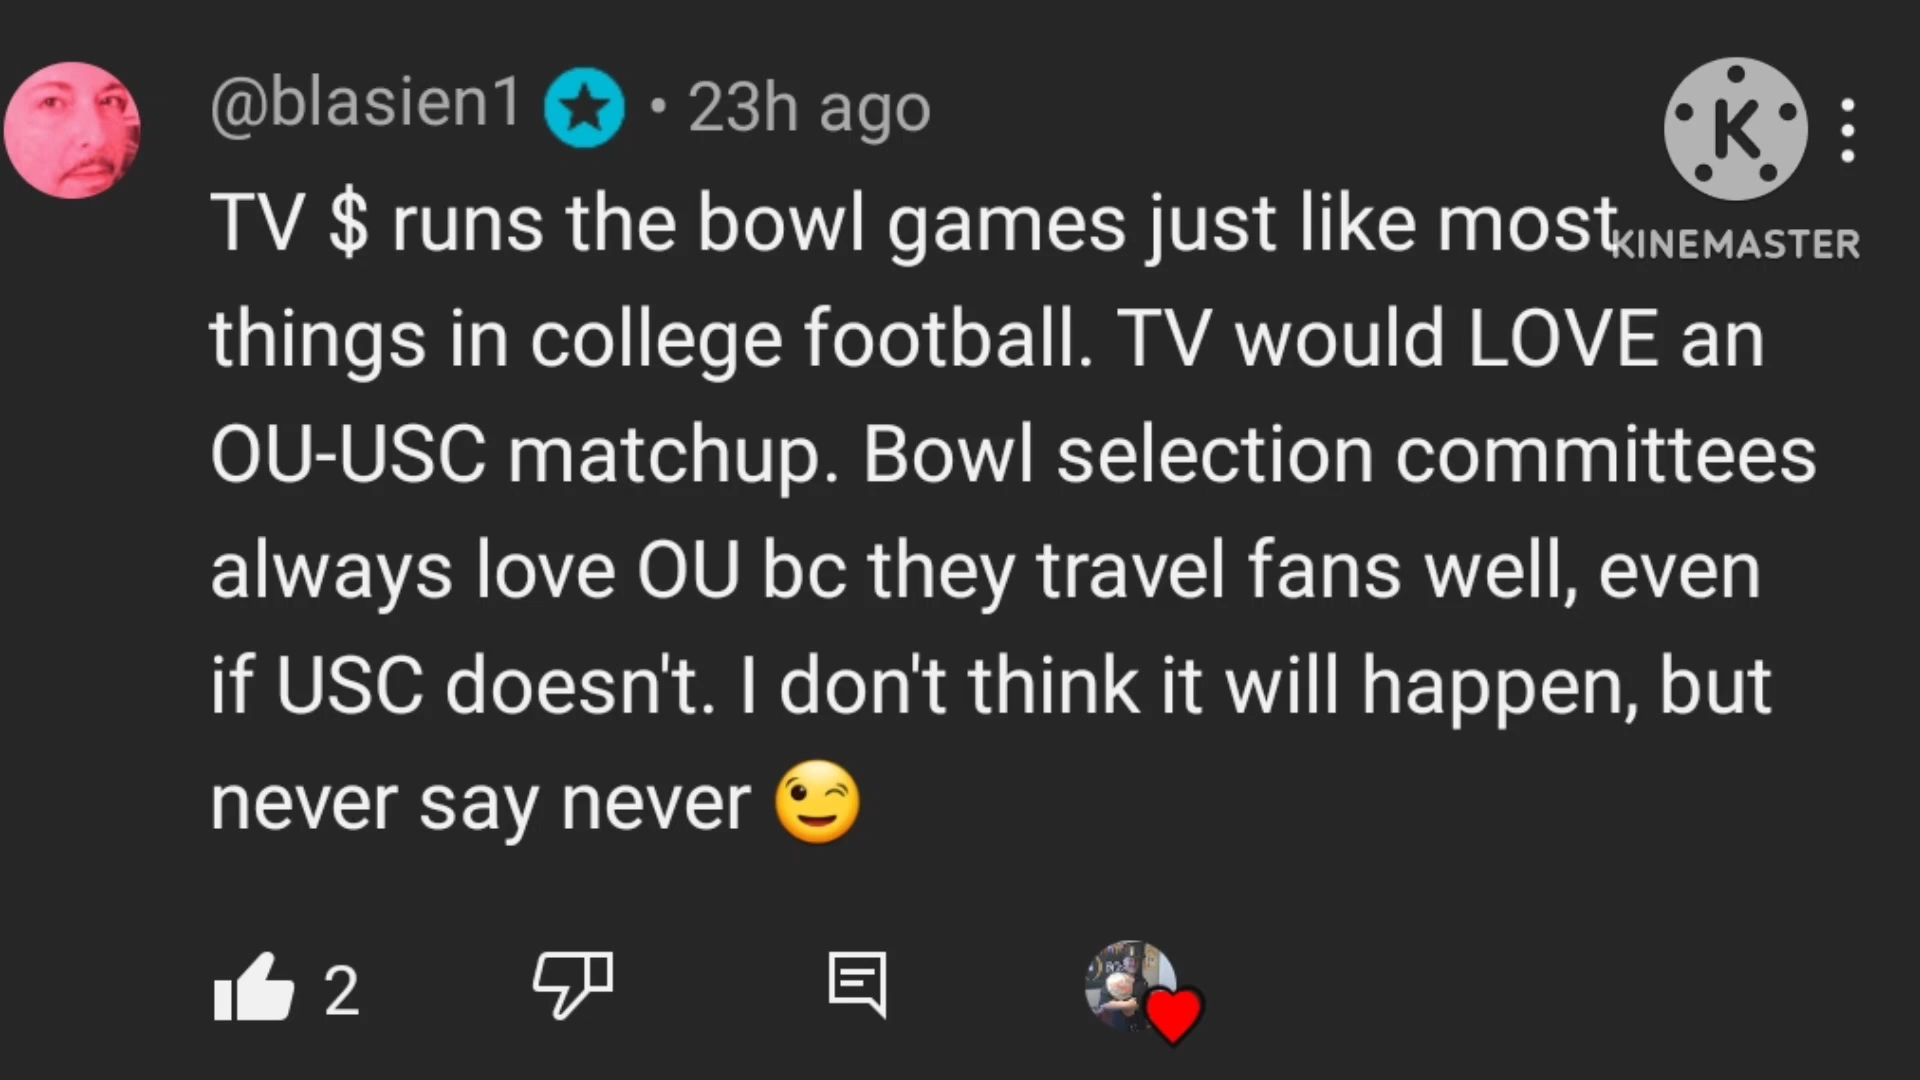 @blasien1 • 23h ago
K
KINEMASTER
TV $ runs the bowl games just like most
things in college football. TV would LOVE an
OU-USC matchup. Bowl selection committees
always love OU bc they travel fans well, even
if USC doesn't. I don't think it will happen, but
never say never 😉
2